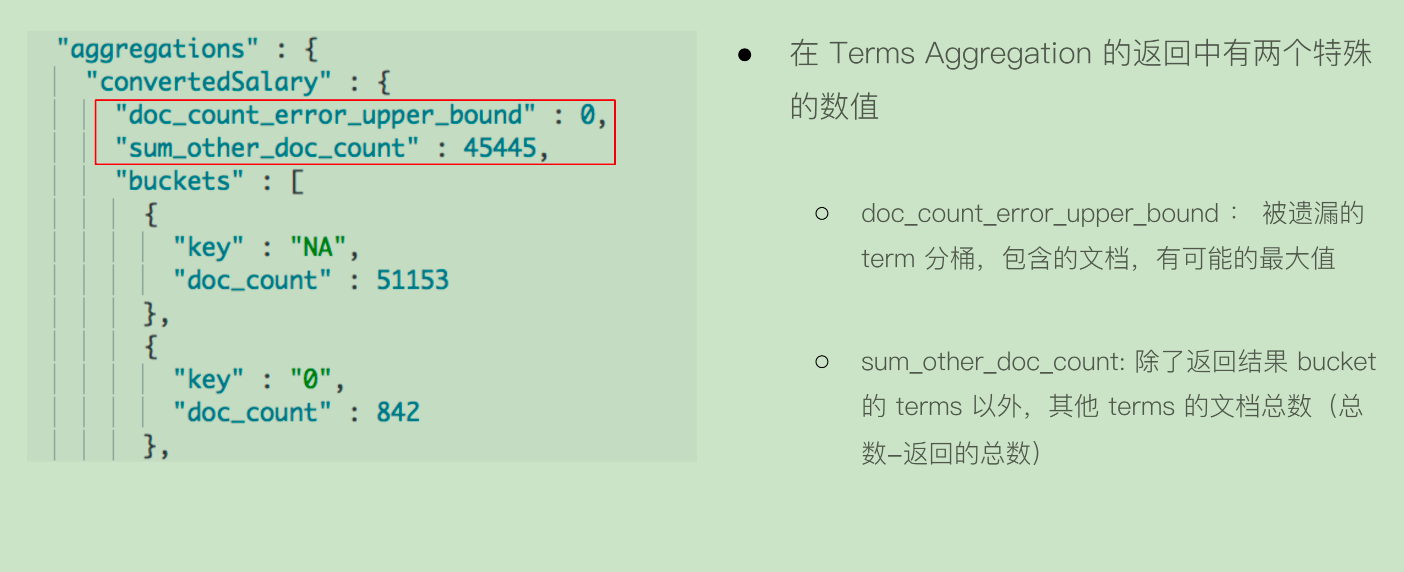 "aggregations" : {
"convertedSalary" : {
"doc_count_error_upper_bound" : 0,
"sum_other_doc_count" : 45445,
"buckets" : [
{
"key" : "NA",
"doc_count" : 51153
},
{
"key" : "0",
"doc_count" : 842
},
● 在 Terms Aggregation 的返回中有两个特殊
的数值
○ doc_count_error_upper_bound： 被遗漏的
term 分桶，包含的文档，有可能的最大值
○ sum_other_doc_count: 除了返回结果 bucket
的 terms 以外，其他 terms 的文档总数（总
数–返回的总数）